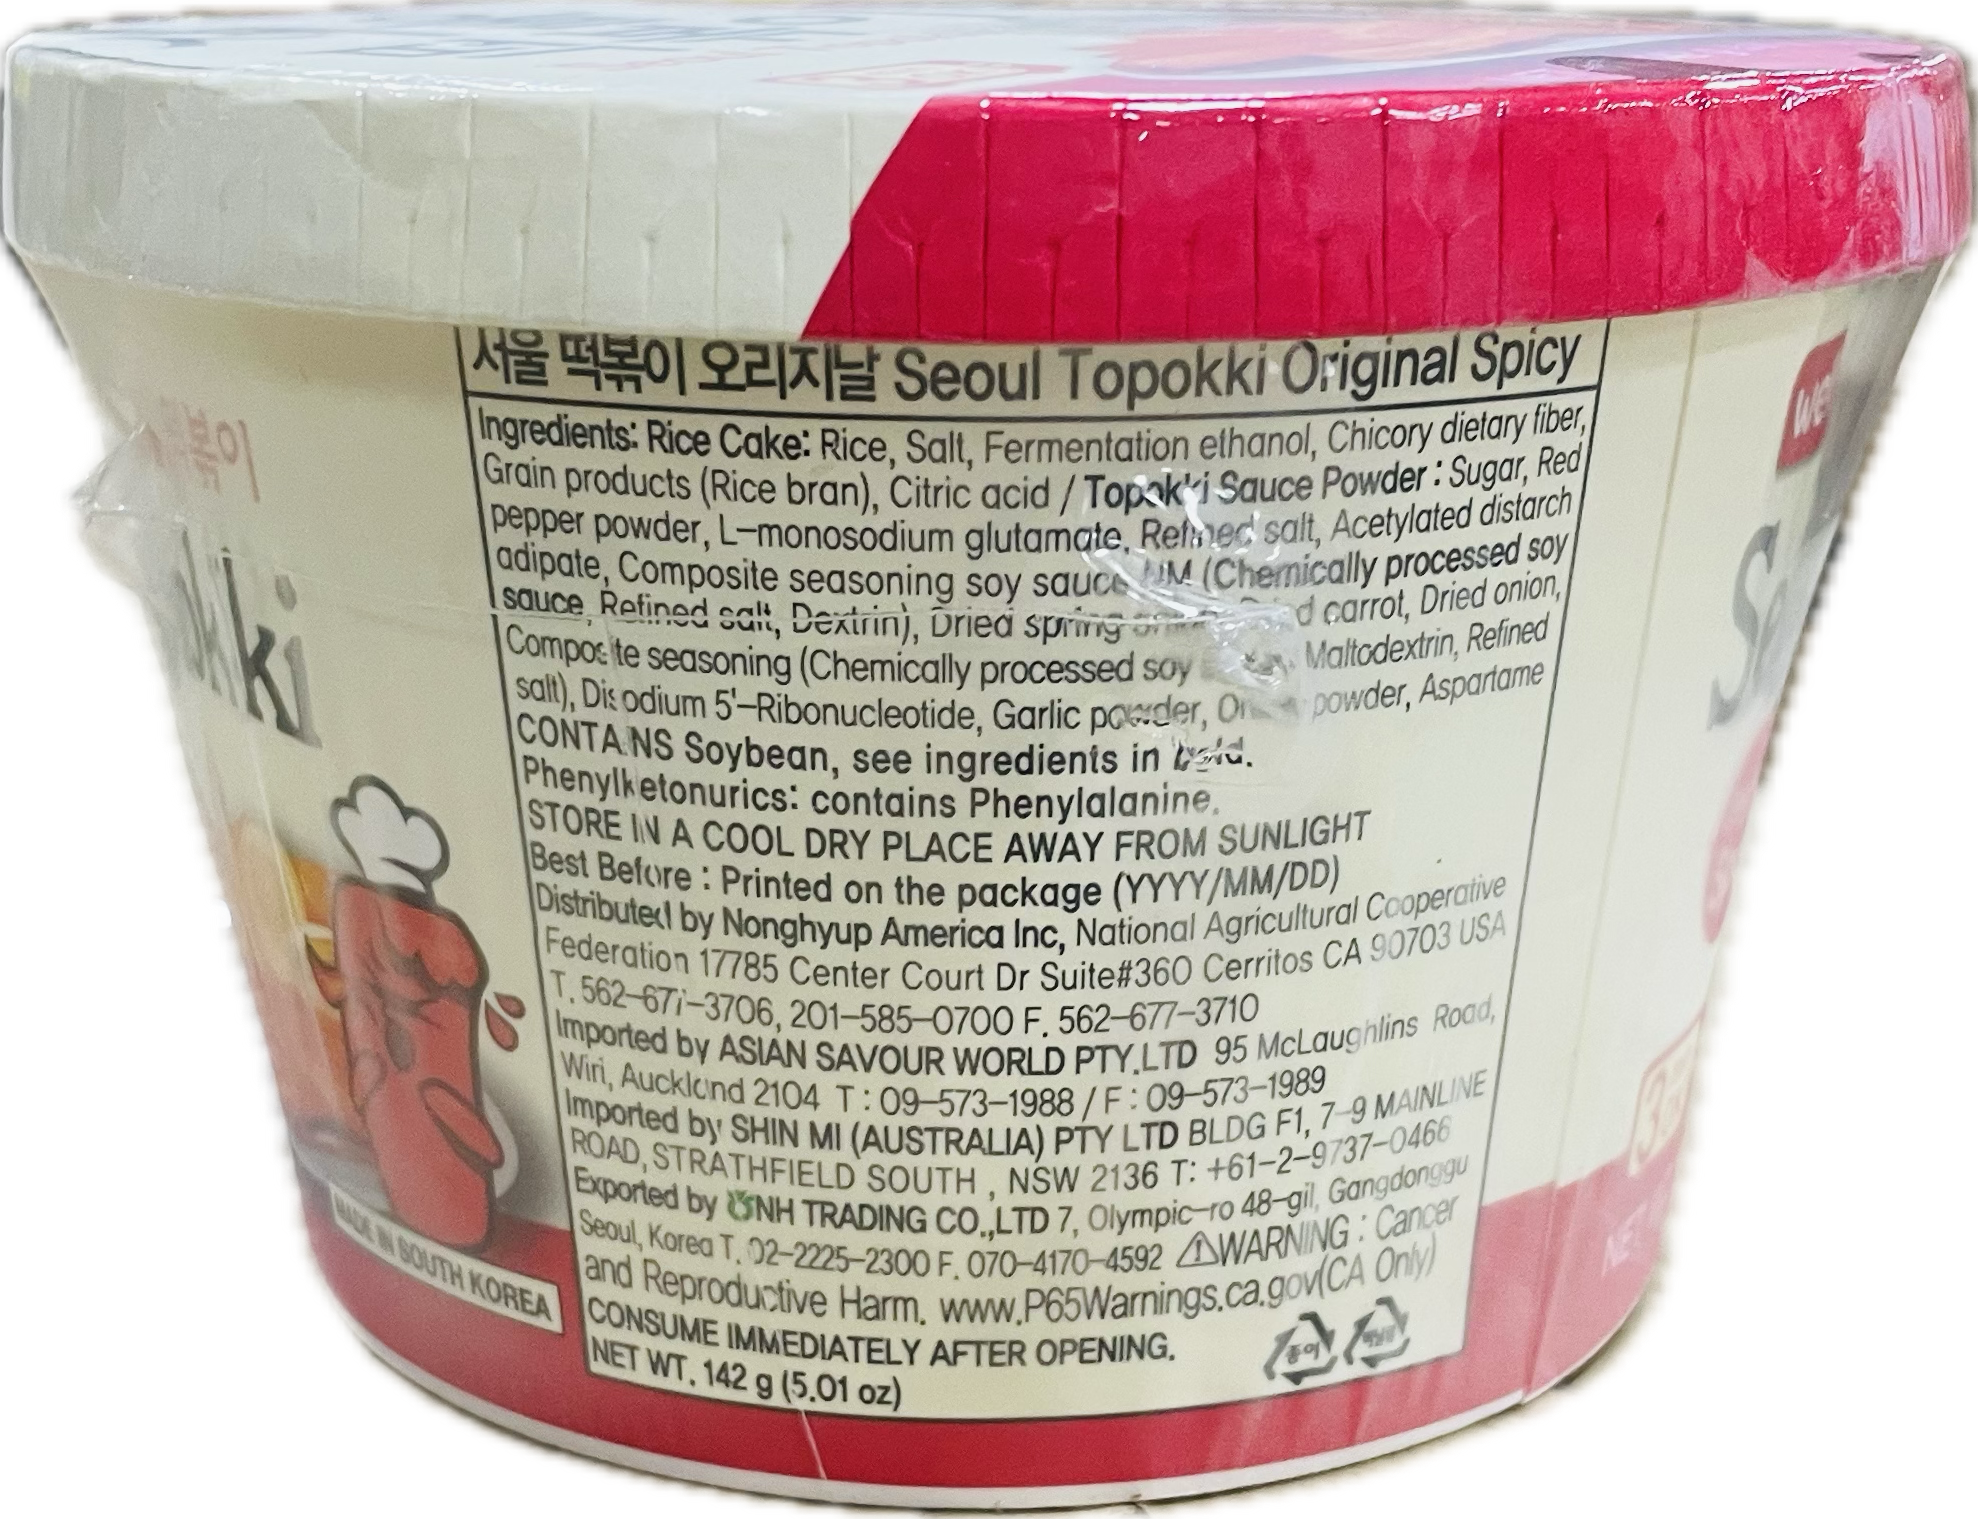 서울 떡볶이 오리지날 Seoul Topokki Original Spicy
Ingredients: Rice Cake: Rice, Salt, Fermentation ethanol, Chicory dietary fiber,
Grain products (Rice bran), Citric acid / Topokki Sauce Powder : Sugar, Red
pepper powder, L-monosodium glutamate, Refined salt, Acetylated distarch
adipate, Composite seasoning soy sauce NM (Chemically processed soy
sauce, Refined salt, Dextrin), Dried spring carrot, Dried onion,
Composite seasoning (Chemically processed soy Maltodextrin, Refined
salt), Disodium 5'-Ribonucleotide, Garlic powder, powder, Aspartame
CONTAINS Soybean, see ingredients in bold.
Phenylketonurics: contains Phenylalanine.
STORE IN A COOL DRY PLACE AWAY FROM SUNLIGHT
Best Before : Printed on the package (YYYY/MM/DD)
Distributed by Nonghyup America Inc, National Agricultural Cooperative
Federation 17785 Center Court Dr Suite#360 Cerritos CA 90703 USA
T. 562-677-3706, 201-585-0700 F. 562-677-3710
Imported by ASIAN SAVOUR WORLD PTY.LTD 95 McLaughlins Road,
Wiri, Auckland 2104 T : 09-573-1988 / F : 09-573-1989
Imported by SHIN MI (AUSTRALIA) PTY LTD BLDG F1, 7-9 MAINLINE
ROAD, STRATHFIELD SOUTH , NSW 2136 T: +61-2-9737-0466
Exported by NH TRADING CO.,LTD 7, Olympic-ro 48-gil, Gangdonggu
Seoul, Korea T. 02-2225-2300 F. 070-4170-4592 ⚠WARNING : Cancer
and Reproductive Harm. www.P65Warnings.ca.gov(CA Only)
CONSUME IMMEDIATELY AFTER OPENING.
NET WT. 142 g (5.01 oz)
종이
MADE IN SOUTH KOREA